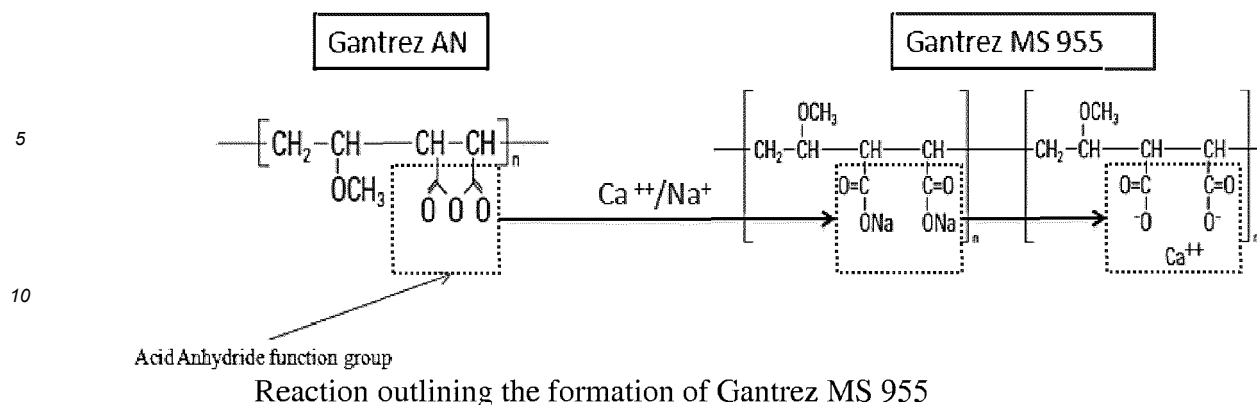 Gantrez AN
Gantrez MS 955
5
OCH₃ OCH₃
[CH₂-CH CH CH]n
CH₂-CH CH CH n CH₂-CH CH CH n
OCH₃ O O O
Ca ++/Na+
O=C C=O O=C C=O
ONa ONa -O O-
Ca++
10
Acid Anhydride function group
Reaction outlining the formation of Gantrez MS 955